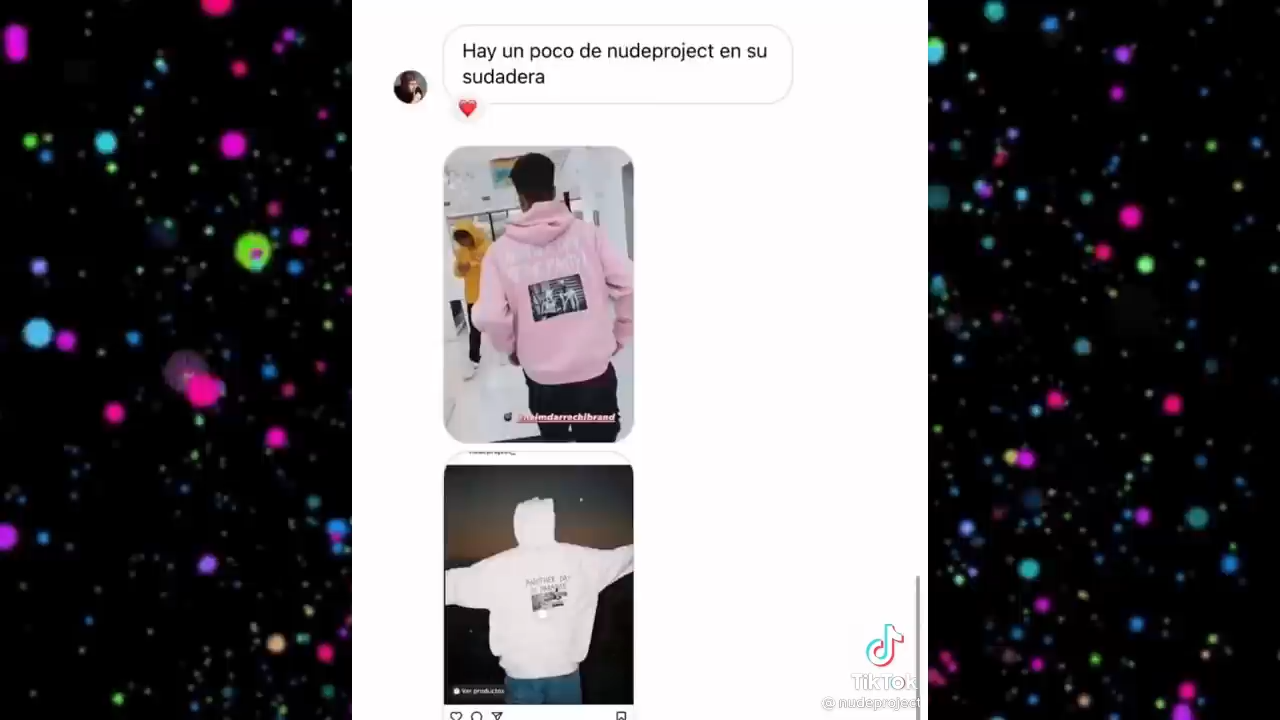 Hay un poco de nudeproject en su
sudadera
@naimdarrechibrand
ANOTHER DAY
IN PARADISE
Ver productos
TikTok
@ nudeproject